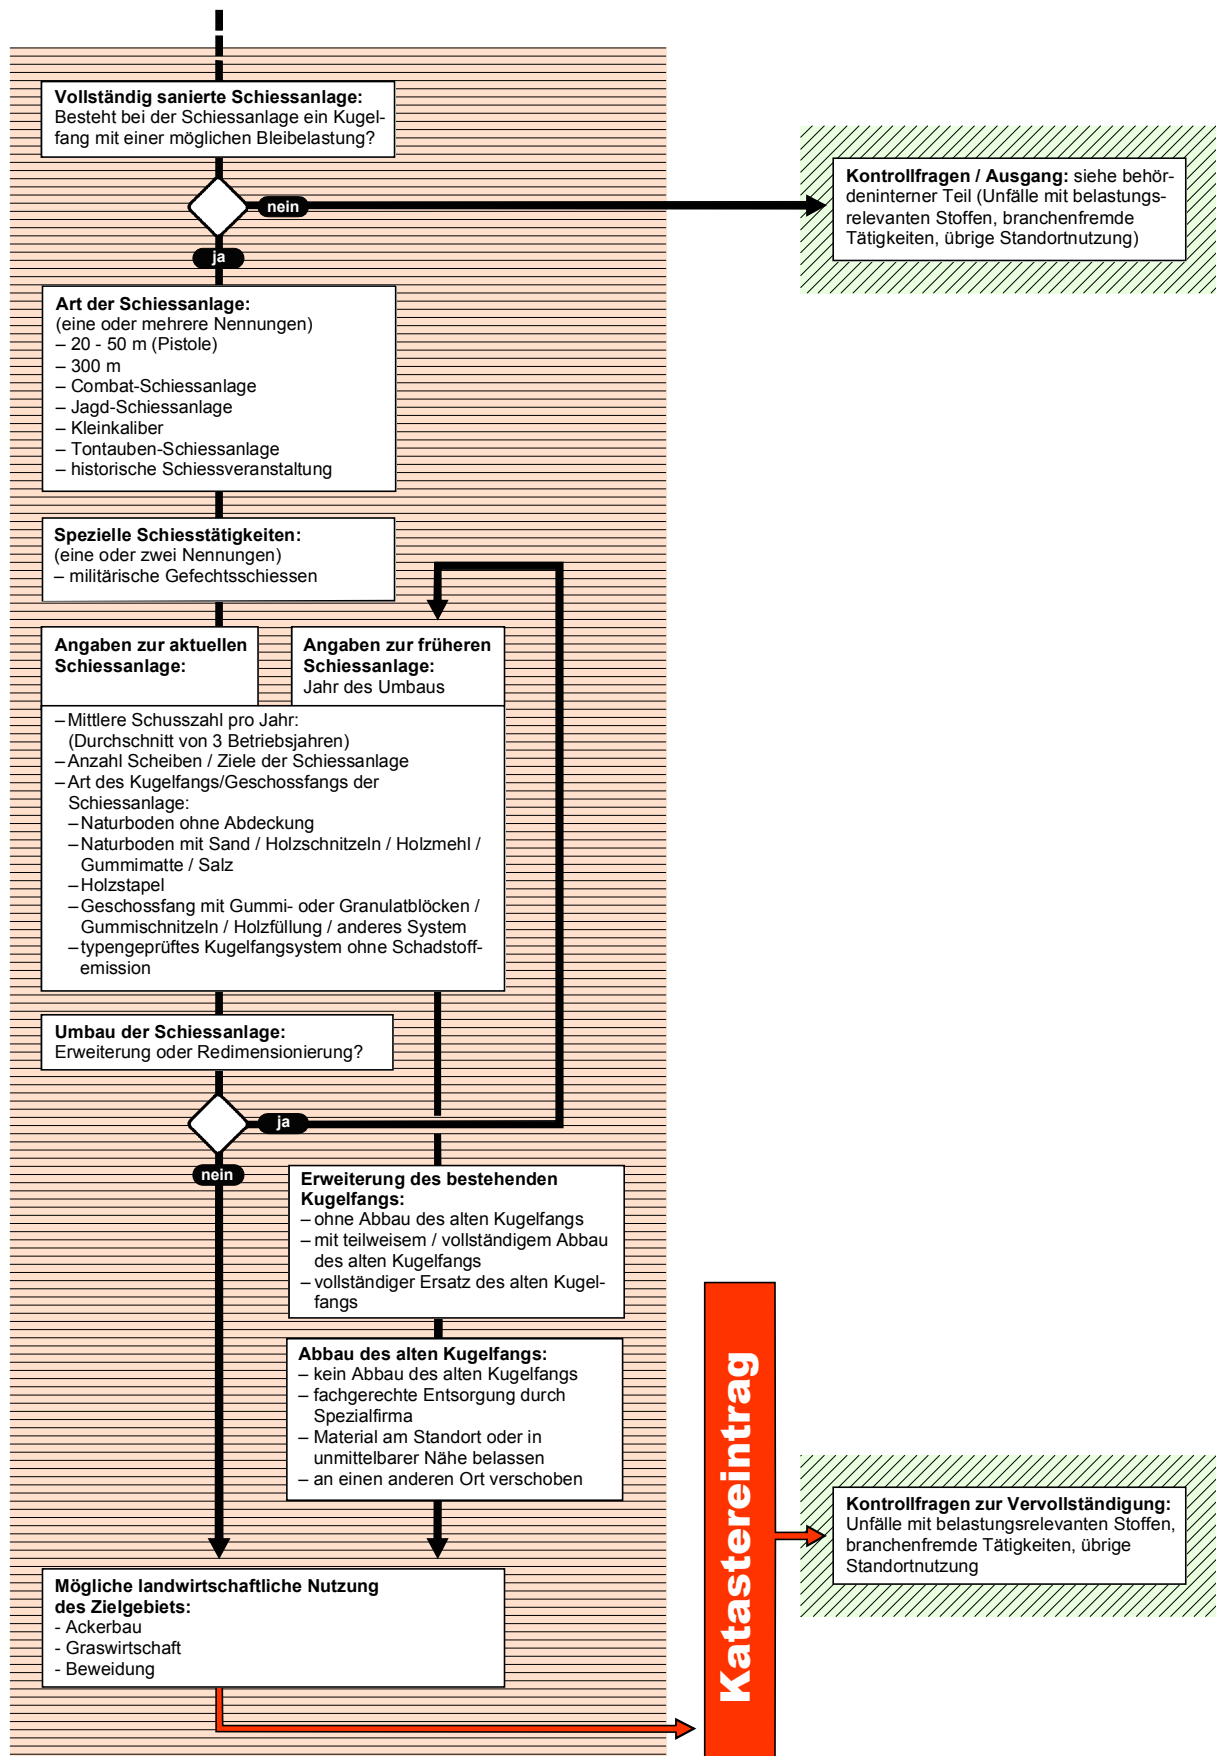 Vollständig sanierte Schiessanlage:
Besteht bei der Schiessanlage ein Kugel-
fang mit einer möglichen Bleibelastung?
nein
Kontrollfragen / Ausgang: siehe behör-
deninterner Teil (Unfälle mit belastungs-
relevanten Stoffen, branchenfremde
Tätigkeiten, übrige Standortnutzung)
ja
Art der Schiessanlage:
(eine oder mehrere Nennungen)
– 20 - 50 m (Pistole)
– 300 m
– Combat-Schiessanlage
– Jagd-Schiessanlage
– Kleinkaliber
– Tontauben-Schiessanlage
– historische Schiessveranstaltung
Spezielle Schiesstätigkeiten:
(eine oder zwei Nennungen)
– militärische Gefechtsschiessen
Angaben zur aktuellen
Schiessanlage:
Angaben zur früheren
Schiessanlage:
Jahr des Umbaus
– Mittlere Schusszahl pro Jahr:
(Durchschnitt von 3 Betriebsjahren)
– Anzahl Scheiben / Ziele der Schiessanlage
– Art des Kugelfangs/Geschossfangs der
Schiessanlage:
– Naturboden ohne Abdeckung
– Naturboden mit Sand / Holzschnitzeln / Holzmehl /
Gummimatte / Salz
– Holzstapel
– Geschossfang mit Gummi- oder Granulatblöcken /
Gummischnitzeln / Holzfüllung / anderes System
– typengeprüftes Kugelfangsystem ohne Schadstoff-
emission
Umbau der Schiessanlage:
Erweiterung oder Redimensionierung?
ja
nein
Erweiterung des bestehenden
Kugelfangs:
– ohne Abbau des alten Kugelfangs
– mit teilweisem / vollständigem Abbau
des alten Kugelfangs
– vollständiger Ersatz des alten Kugel-
fangs
Abbau des alten Kugelfangs:
– kein Abbau des alten Kugelfangs
– fachgerechte Entsorgung durch
Spezialfirma
– Material am Standort oder in
unmittelbarer Nähe belassen
– an einen anderen Ort verschoben
Mögliche landwirtschaftliche Nutzung
des Zielgebiets:
- Ackerbau
- Graswirtschaft
- Beweidung
Katastereintrag
Kontrollfragen zur Vervollständigung:
Unfälle mit belastungsrelevanten Stoffen,
branchenfremde Tätigkeiten, übrige
Standortnutzung